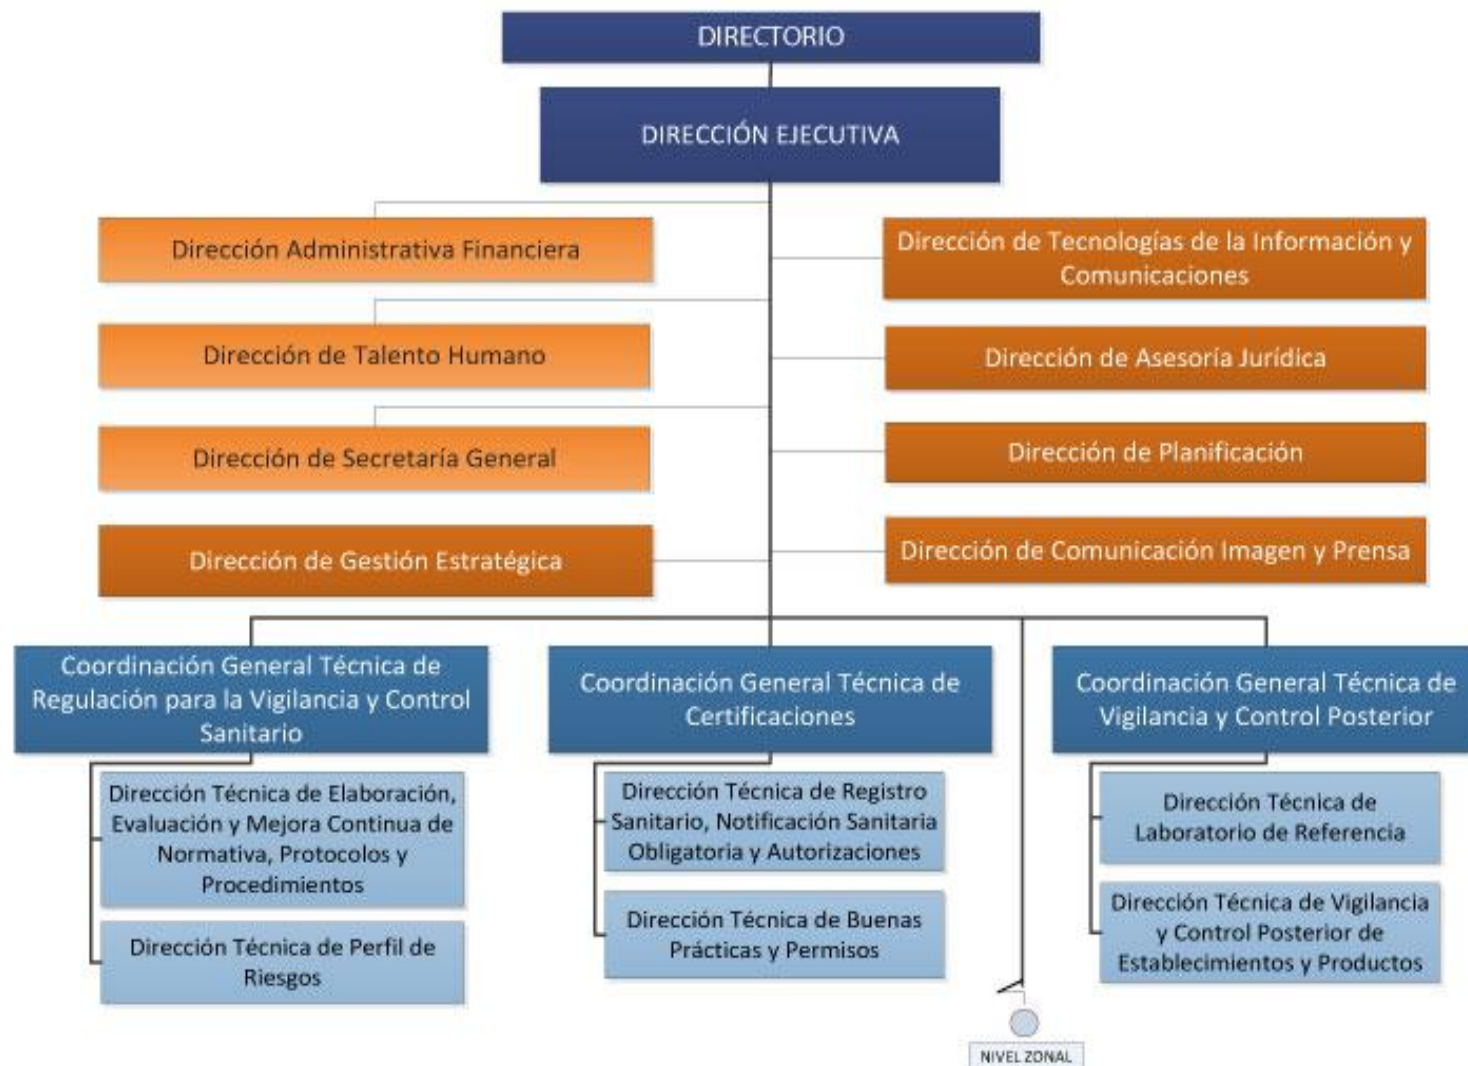 DIRECTORIO
DIRECCIÓN EJECUTIVA
Dirección Administrativa Financiera
Dirección de Tecnologías de la Información y
Comunicaciones
Dirección de Talento Humano
Dirección de Asesoría Jurídica
Dirección de Secretaría General
Dirección de Planificación
Dirección de Gestión Estratégica
Dirección de Comunicación Imagen y Prensa
Coordinación General Técnica de
Regulación para la Vigilancia y Control
Sanitario
Coordinación General Técnica de
Certificaciones
Coordinación General Técnica de
Vigilancia y Control Posterior
Dirección Técnica de Elaboración,
Evaluación y Mejora Continua de
Normativa, Protocolos y
Procedimientos
Dirección Técnica de Registro
Sanitario, Notificación Sanitaria
Obligatoria y Autorizaciones
Dirección Técnica de
Laboratorio de Referencia
Dirección Técnica de Perfil de
Riesgos
Dirección Técnica de Buenas
Prácticas y Permisos
Dirección Técnica de Vigilancia
y Control Posterior de
Establecimientos y Productos
NIVEL ZONAL